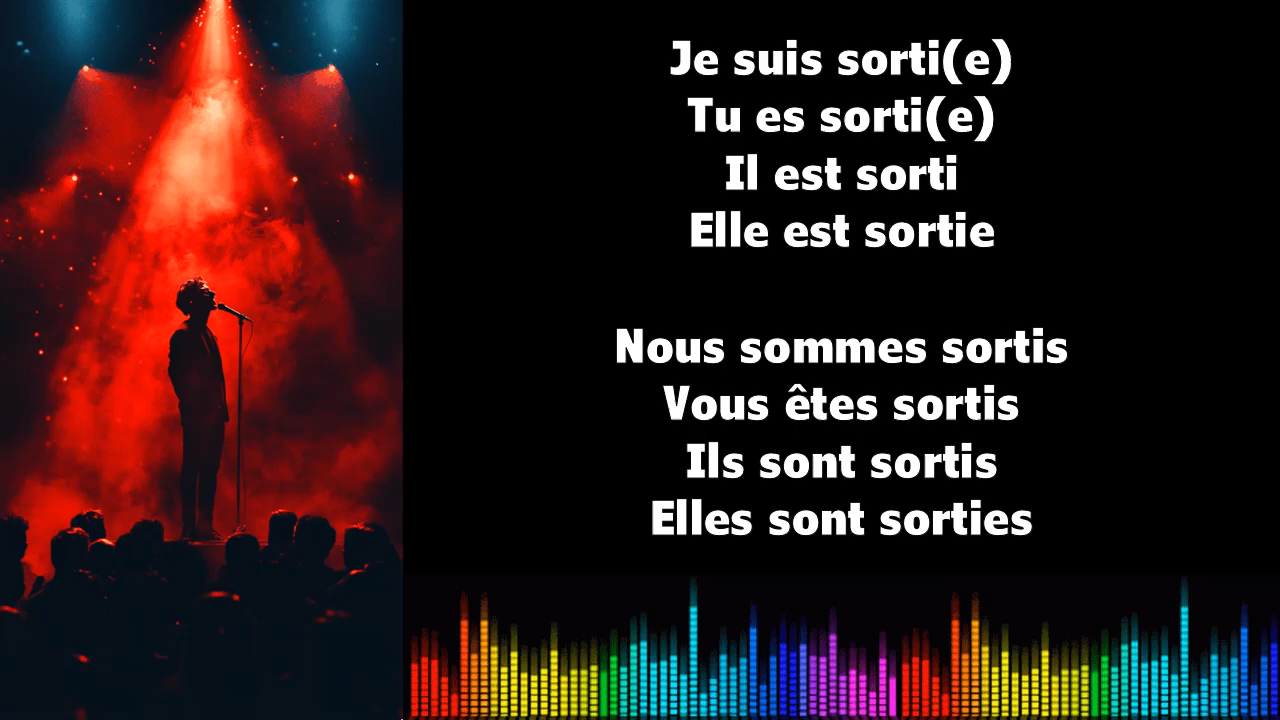 Je suis sorti(e)
Tu es sorti(e)
Il est sorti
Elle est sortie
Nous sommes sortis
Vous êtes sortis
Ils sont sortis
Elles sont sorties